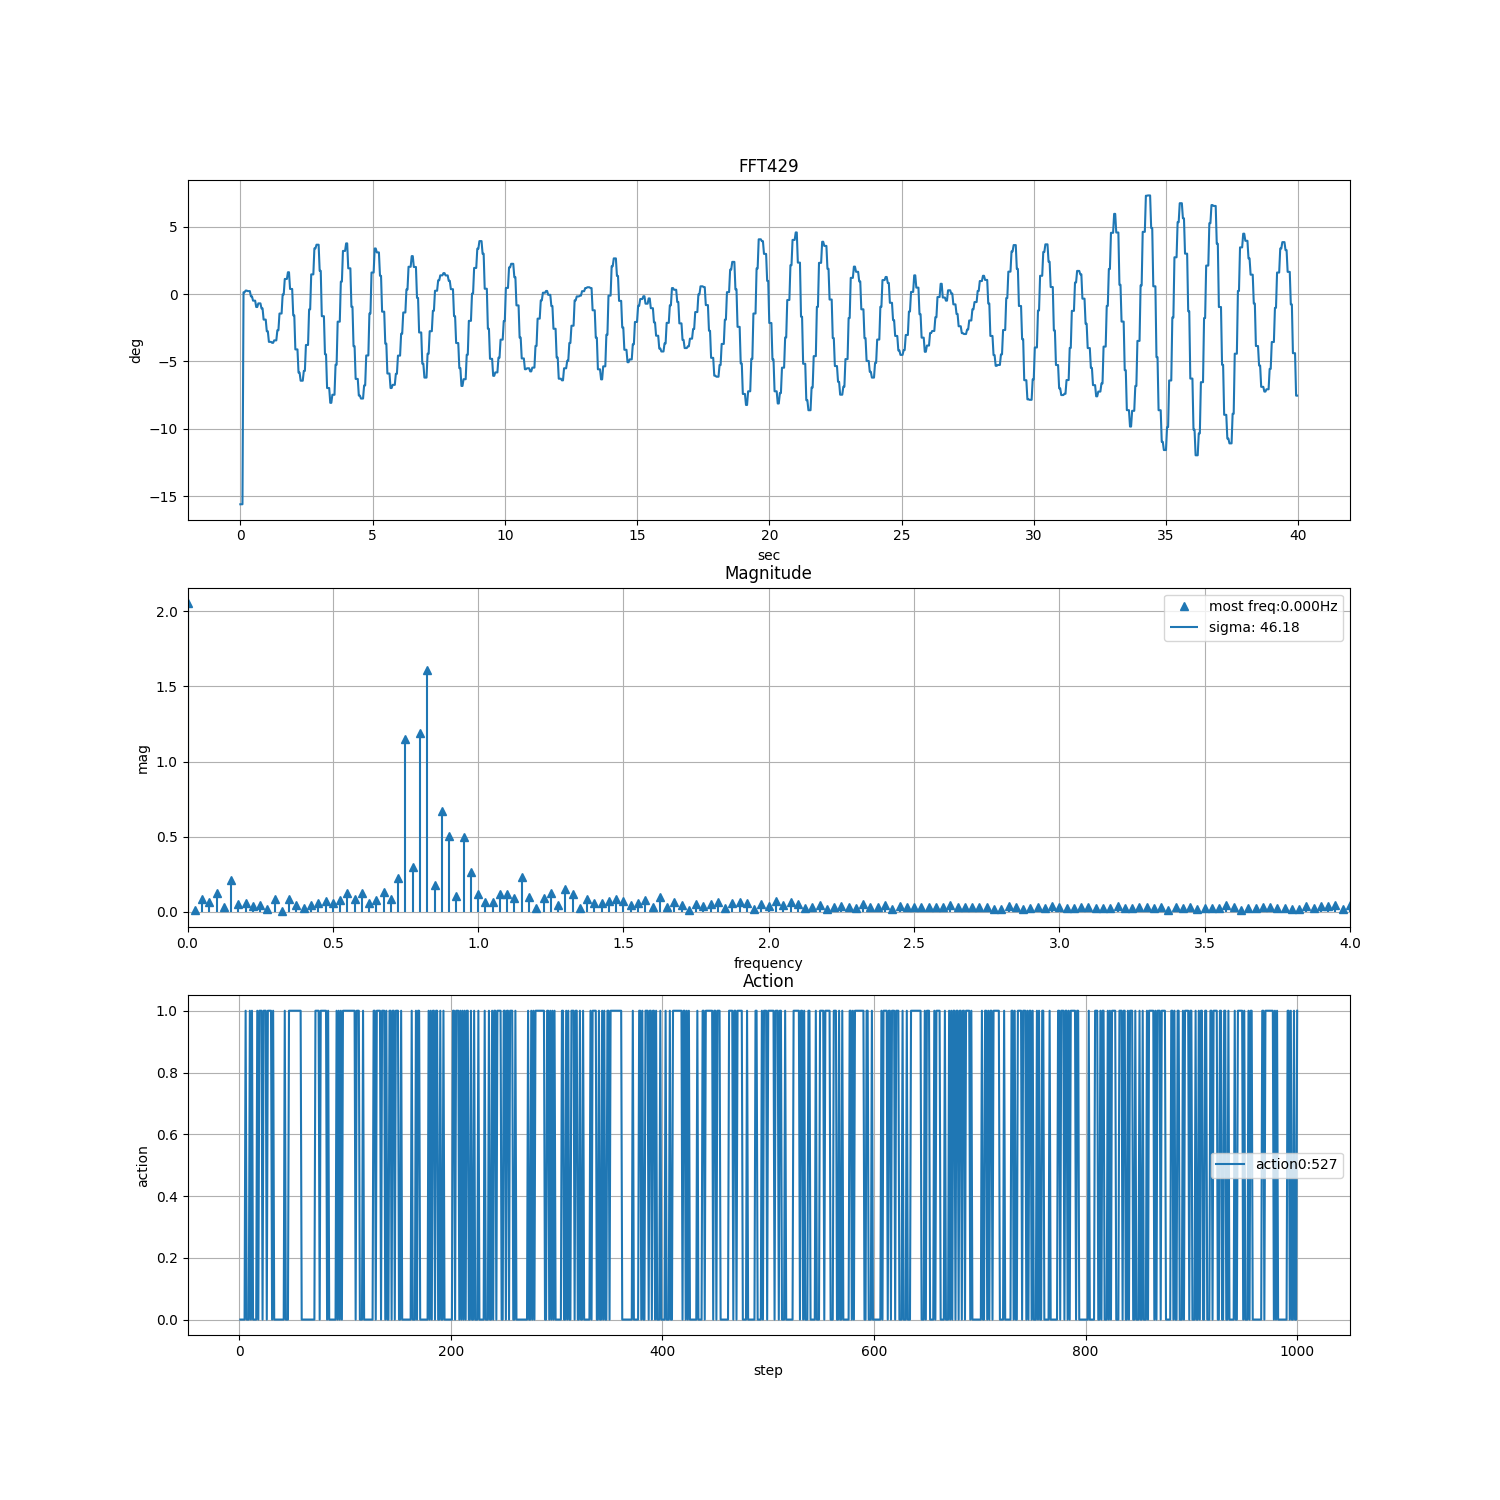 FFT429
5
0
−5
−10
−15
deg
0 5 10 15 20 25 30 35 40
sec
Magnitude
2.0
1.5
1.0
0.5
0.0
mag
most freq:0.000Hz
sigma: 46.18
0.0 0.5 1.0 1.5 2.0 2.5 3.0 3.5 4.0
frequency
Action
1.0
0.8
0.6
0.4
0.2
0.0
action
action0:527
0 200 400 600 800 1000
step